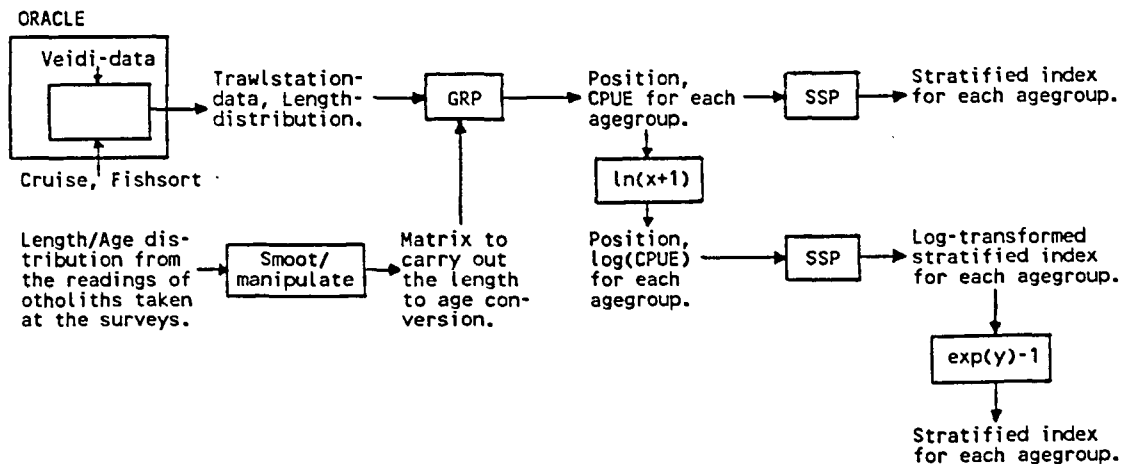 ORACLE
Veidi-data
Cruise, Fishsort
Trawlstation-
data, Length-
distribution.
GRP
Position,
CPUE for each
agegroup.
SSP
Stratified index
for each agegroup.
ln(x+1)
Length/Age dis-
tribution from
the readings of
otholiths taken
at the surveys.
Smoot/
manipulate
Matrix to
carry out
the length
to age con-
version.
Position,
log(CPUE)
for each
agegroup.
SSP
Log-transformed
stratified index
for each agegroup.
exp(y)-1
Stratified index
for each agegroup.